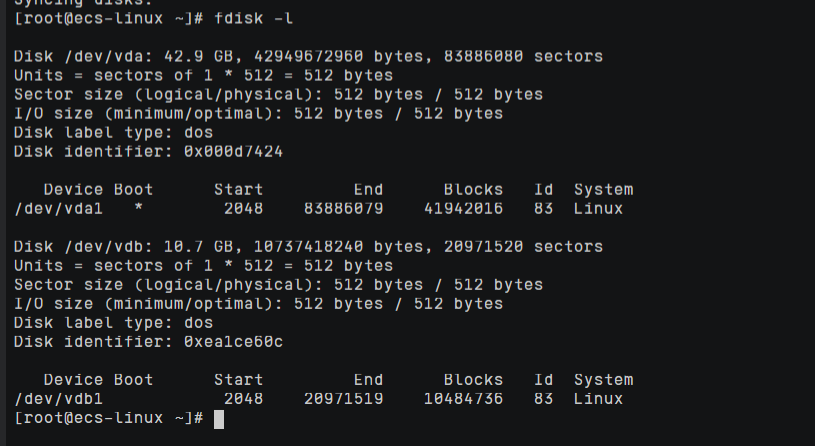 Syncing disks.
[root@ecs-linux ~]# fdisk -l
Disk /dev/vda: 42.9 GB, 42949672960 bytes, 83886080 sectors
Units = sectors of 1 * 512 = 512 bytes
Sector size (logical/physical): 512 bytes / 512 bytes
I/O size (minimum/optimal): 512 bytes / 512 bytes
Disk label type: dos
Disk identifier: 0x000d7424
Device Boot Start End Blocks Id System
/dev/vda1 * 2048 83886079 41942016 83 Linux
Disk /dev/vdb: 10.7 GB, 10737418240 bytes, 20971520 sectors
Units = sectors of 1 * 512 = 512 bytes
Sector size (logical/physical): 512 bytes / 512 bytes
I/O size (minimum/optimal): 512 bytes / 512 bytes
Disk label type: dos
Disk identifier: 0xea1ce60c
Device Boot Start End Blocks Id System
/dev/vdb1 2048 20971519 10484736 83 Linux
[root@ecs-linux ~]#